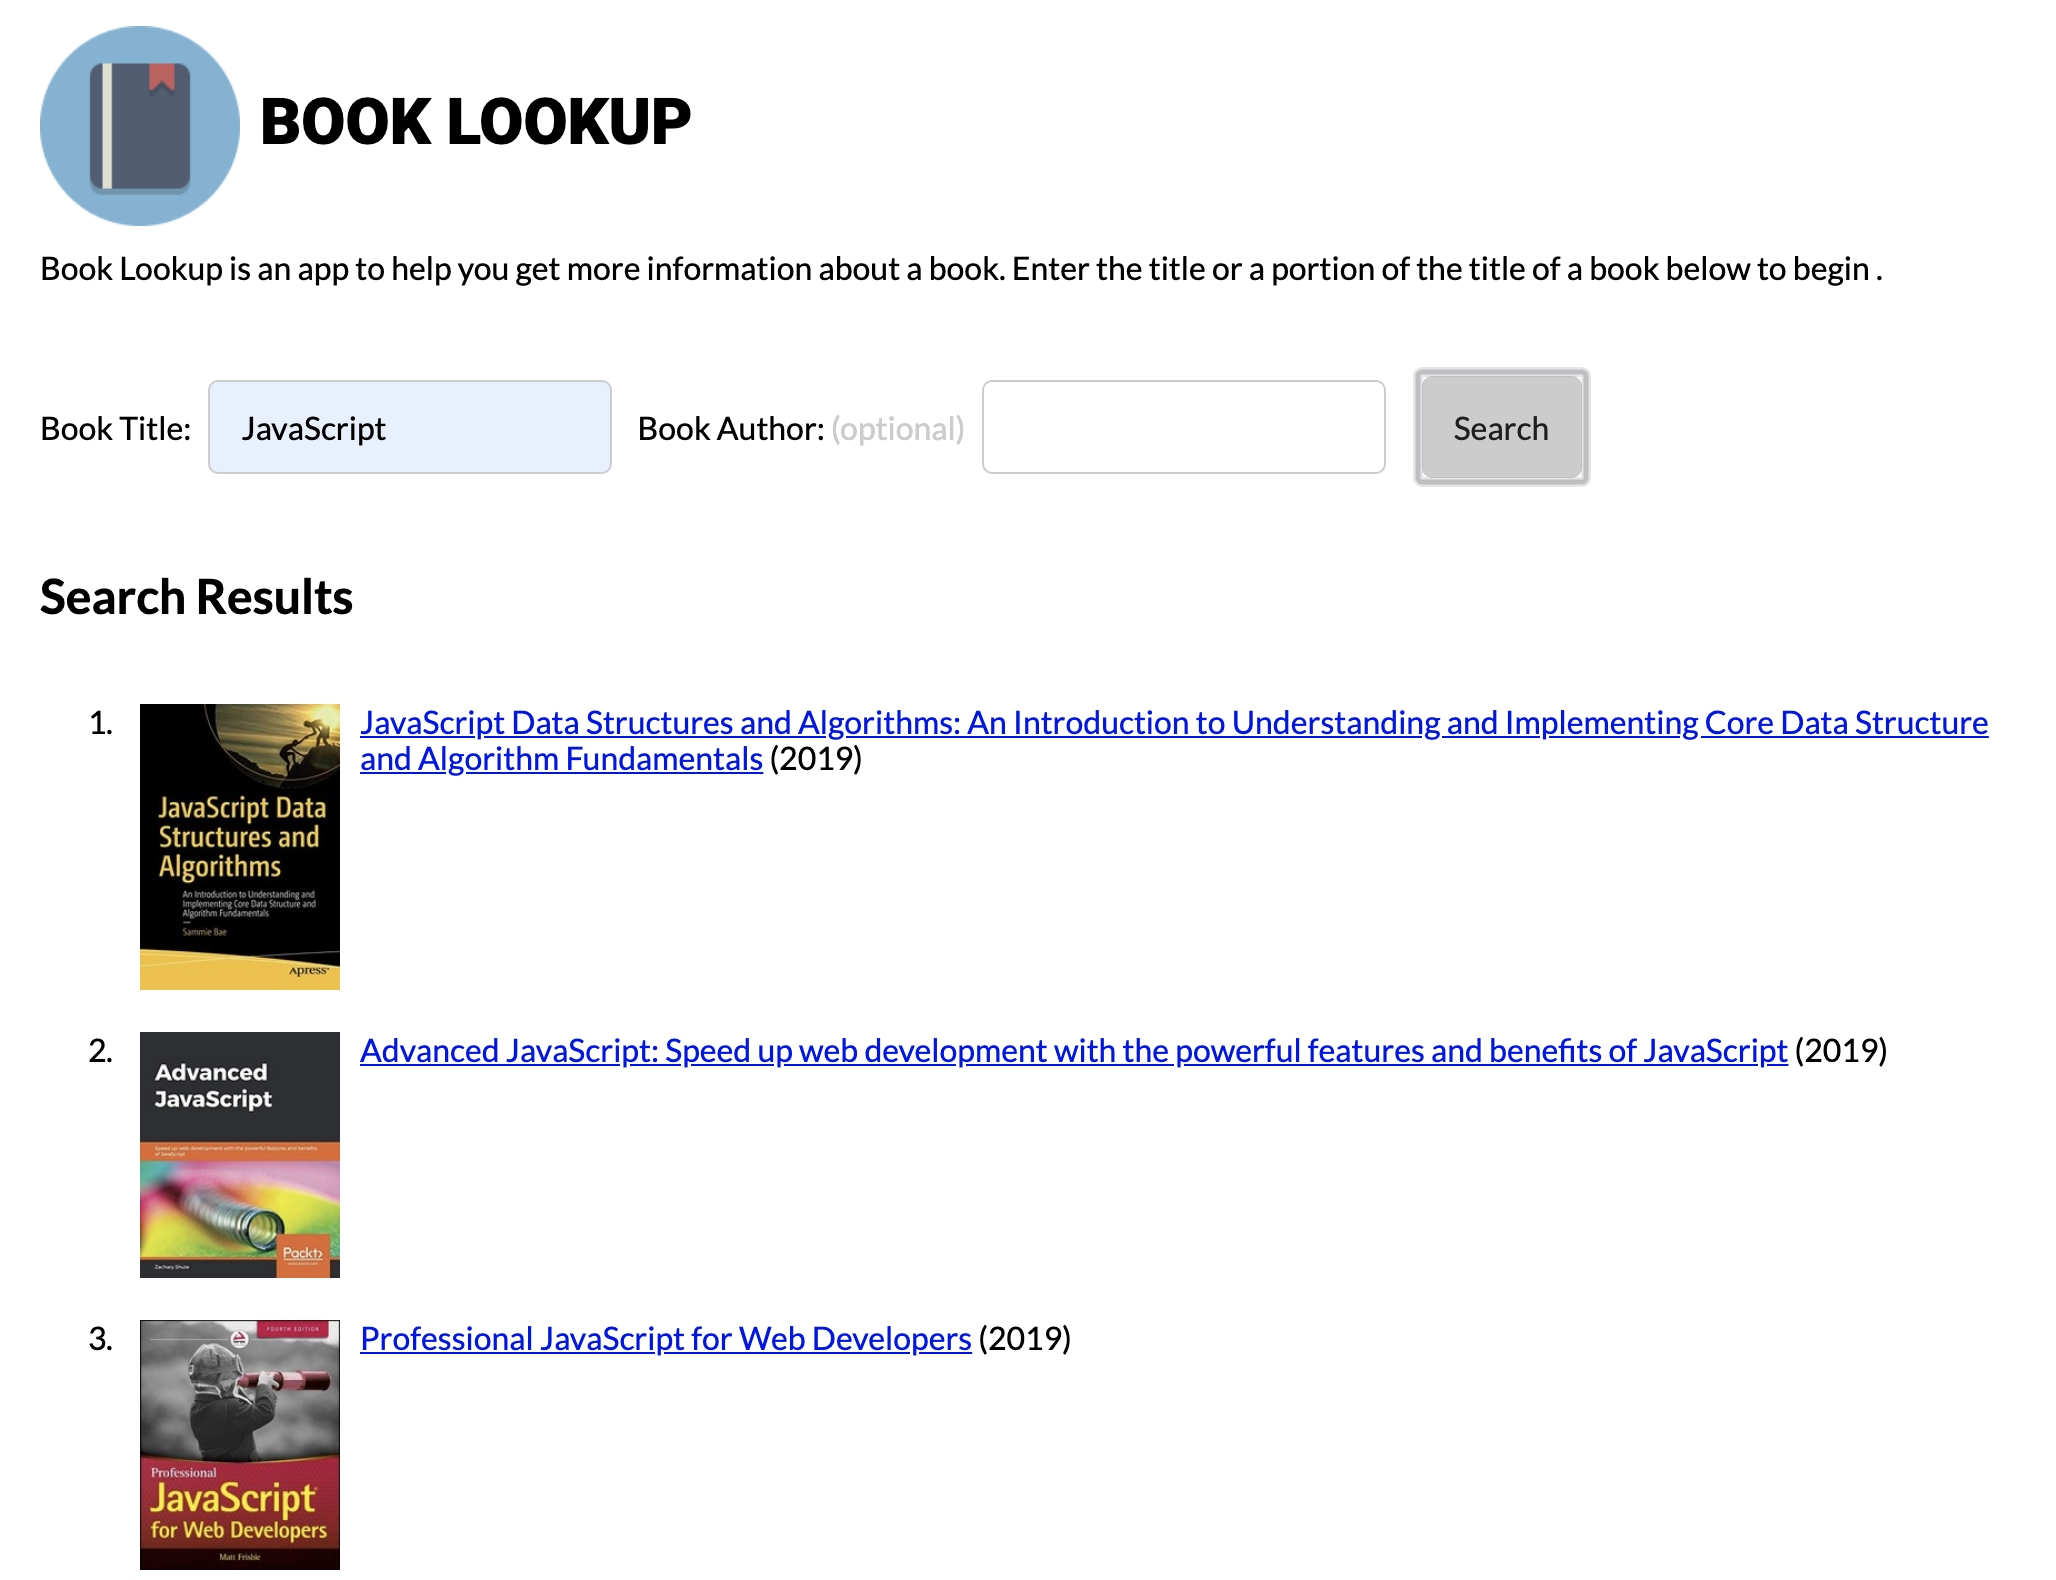 BOOK LOOKUP
Book Lookup is an app to help you get more information about a book. Enter the title or a portion of the title of a book below to begin .
Book Title: JavaScript Book Author: (optional) Search
Search Results
1. JavaScript Data Structures and Algorithms: An Introduction to Understanding and Implementing Core Data Structure
and Algorithm Fundamentals (2019)
JavaScript Data
Structures and
Algorithms
An Introduction to Understanding and
Implementing Core Data Structure and
Algorithm Fundamentals
Sammie Bae
Apress®
2. Advanced JavaScript: Speed up web development with the powerful features and benefits of JavaScript (2019)
Advanced
JavaScript
Speed up web development with the powerful features and benefits
of JavaScript
Packt>
Zachary Shute
3. Professional JavaScript for Web Developers (2019)
FOURTH EDITION
Professional
JavaScript
for Web Developers
Matt Frisbie